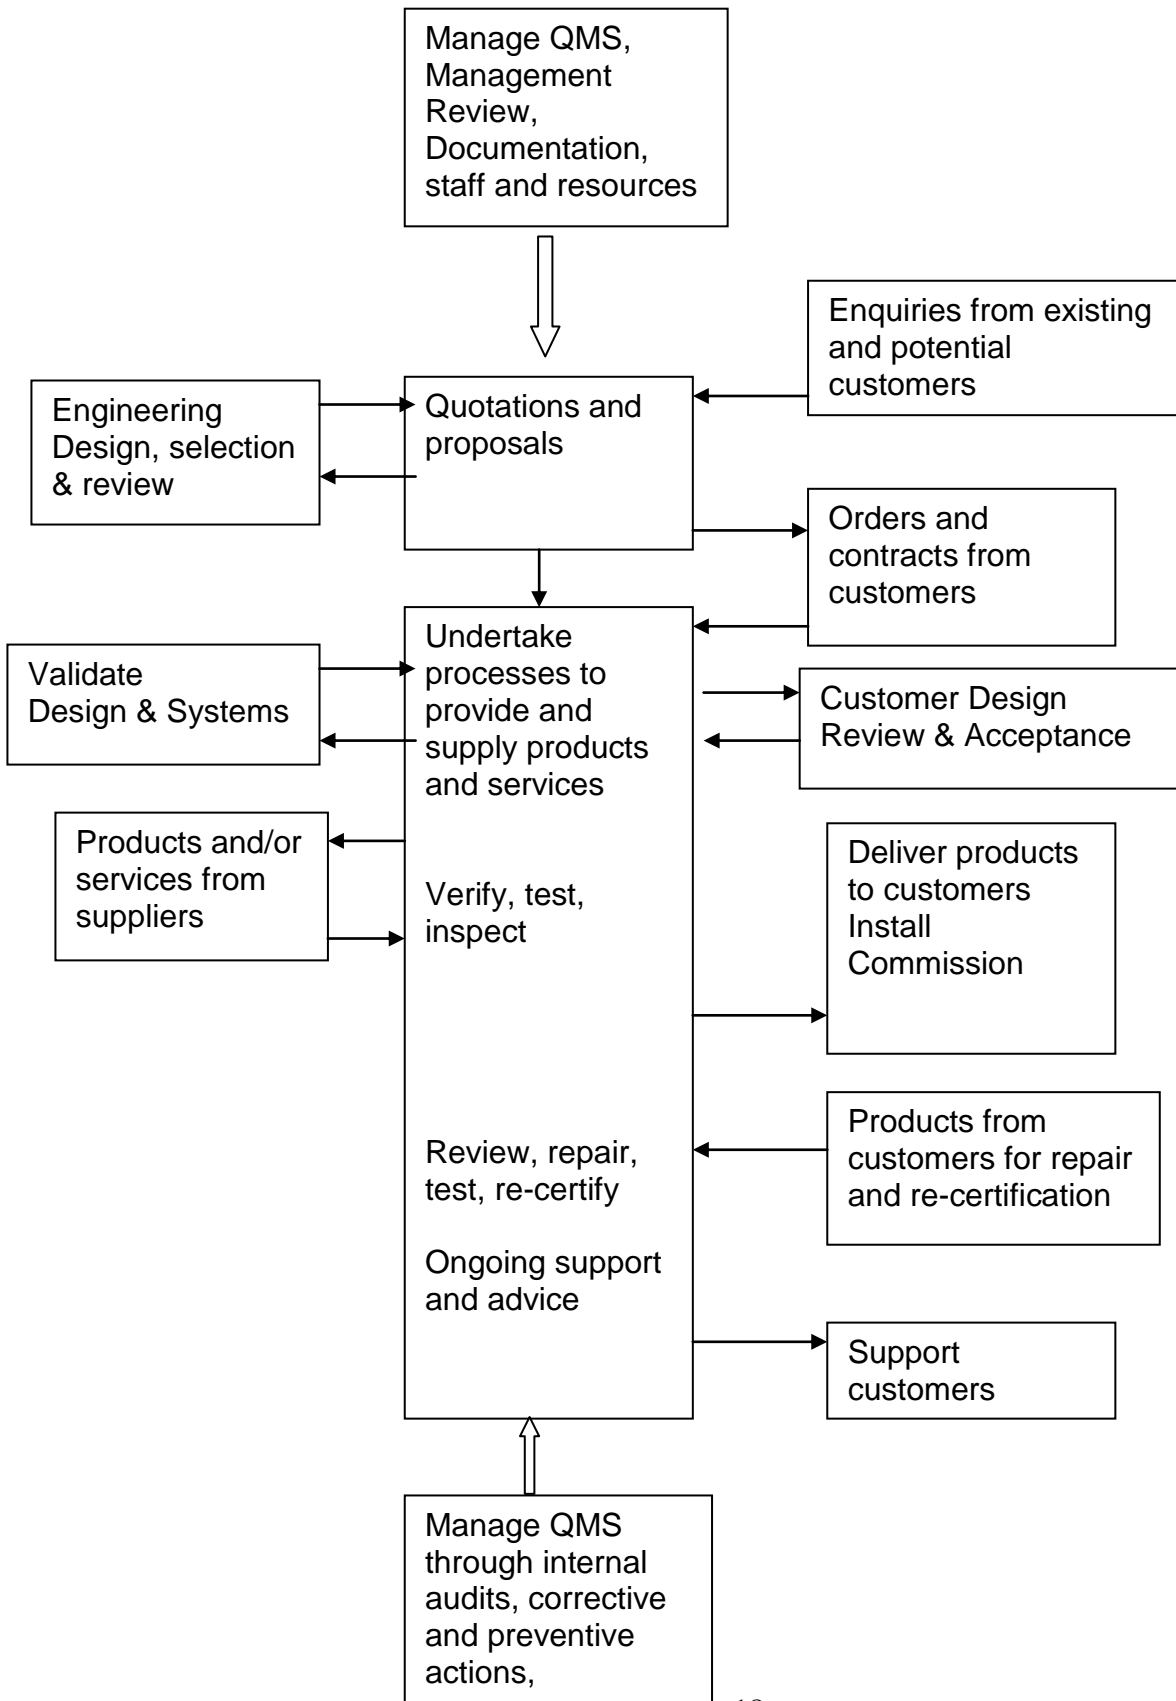 Manage QMS,
Management
Review,
Documentation,
staff and resources
Enquiries from existing
and potential
customers
Engineering
Design, selection
& review
Quotations and
proposals
Orders and
contracts from
customers
Undertake
processes to
provide and
supply products
and services
Validate
Design & Systems
Customer Design
Review & Acceptance
Products and/or
services from
suppliers
Verify, test,
inspect
Deliver products
to customers
Install
Commission
Review, repair,
test, re-certify
Products from
customers for repair
and re-certification
Ongoing support
and advice
Support
customers
Manage QMS
through internal
audits, corrective
and preventive
actions,